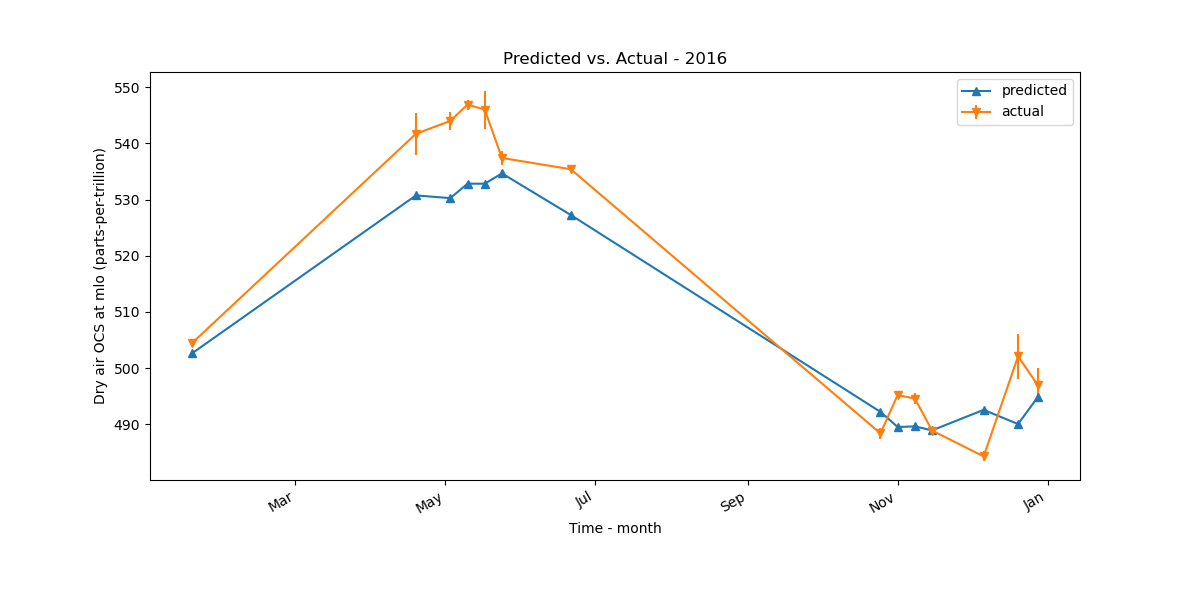 Predicted vs. Actual - 2016
predicted
actual
Dry air OCS at mlo (parts-per-trillion)
550
540
530
520
510
500
490
Mar
May
Jul
Sep
Nov
Jan
Time - month